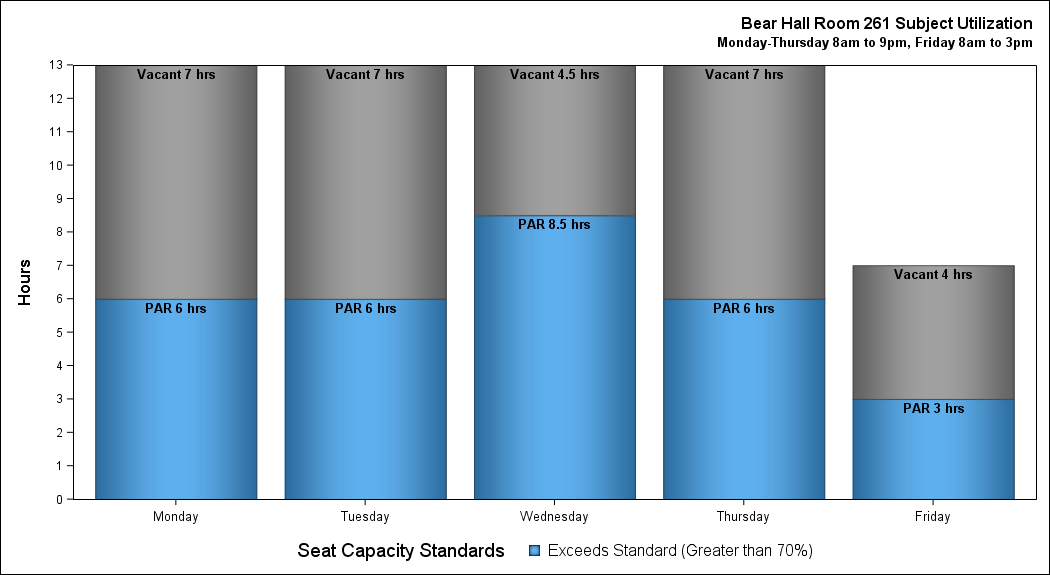 Bear Hall Room 261 Subject Utilization
Monday-Thursday 8am to 9pm, Friday 8am to 3pm
Hours
13
12
11
10
9
8
7
6
5
4
3
2
1
0
Vacant 7 hrs
PAR 6 hrs
Vacant 7 hrs
PAR 6 hrs
Vacant 4.5 hrs
PAR 8.5 hrs
Vacant 7 hrs
PAR 6 hrs
Vacant 4 hrs
PAR 3 hrs
Monday Tuesday Wednesday Thursday Friday
Seat Capacity Standards Exceeds Standard (Greater than 70%)